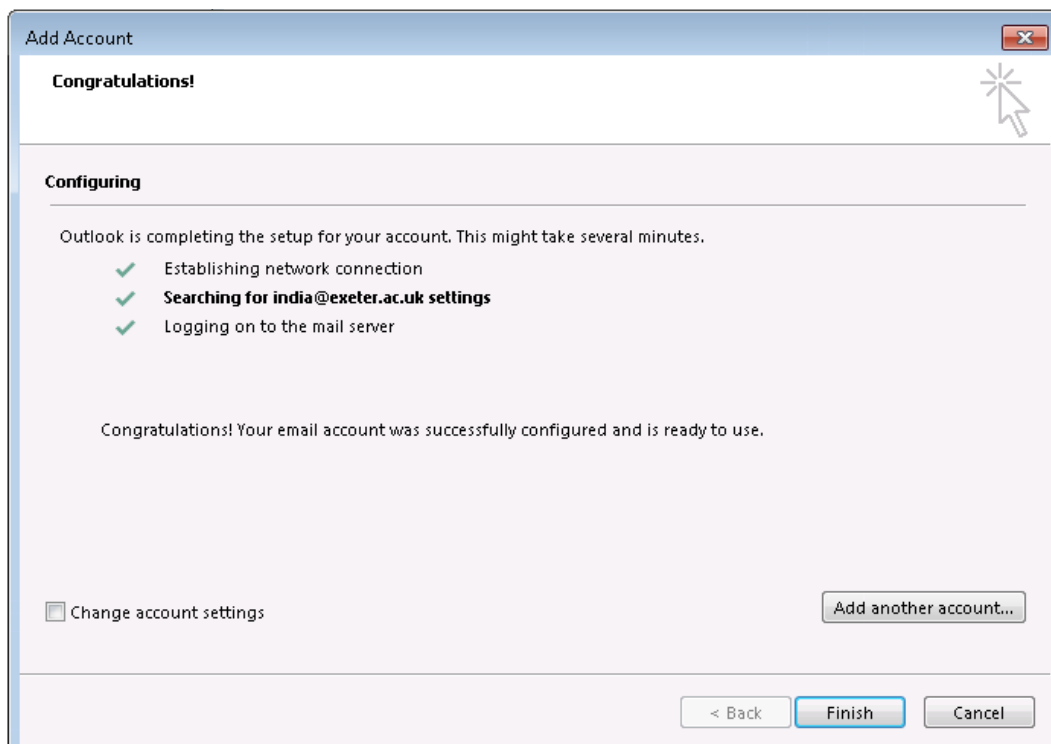 Add Account
Congratulations!
Configuring
Outlook is completing the setup for your account. This might take several minutes.
Establishing network connection
Searching for india@exeter.ac.uk settings
Logging on to the mail server
Congratulations! Your email account was successfully configured and is ready to use.
Change account settings
Add another account...
< Back
Finish
Cancel